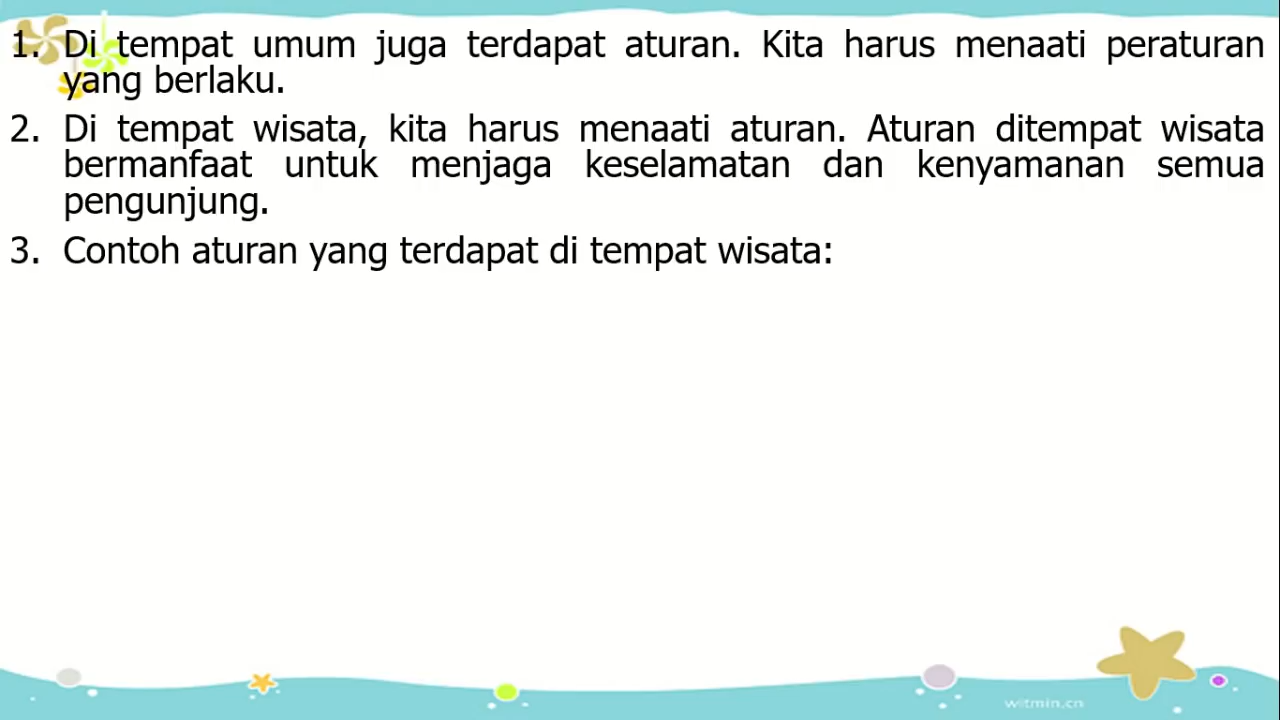 1. Di tempat umum juga terdapat aturan. Kita harus menaati peraturan
yang berlaku.
2. Di tempat wisata, kita harus menaati aturan. Aturan ditempat wisata
bermanfaat untuk menjaga keselamatan dan kenyamanan semua
pengunjung.
3. Contoh aturan yang terdapat di tempat wisata:
witmin.cn